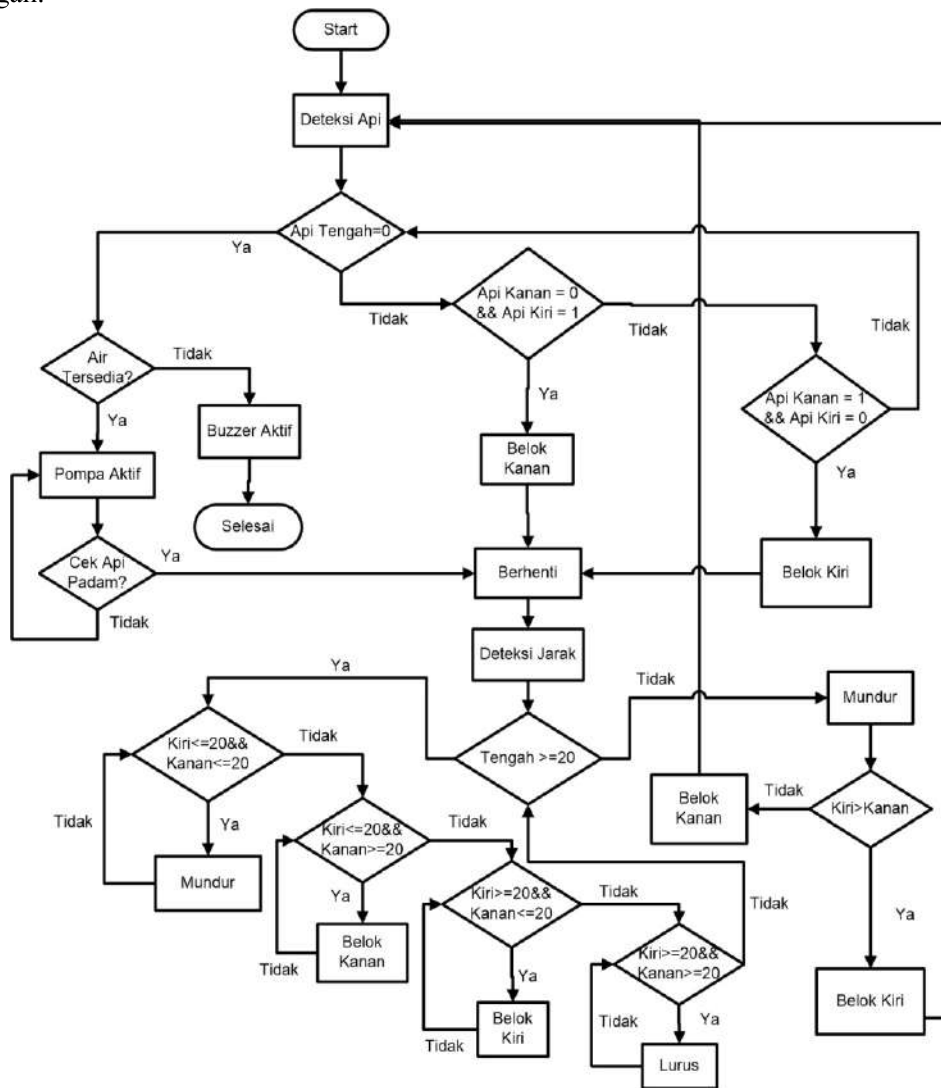 gan.
Start
Deteksi Api
Api Tengah=0
Ya
Tidak
Api Kanan = 0
&& Api Kiri = 1
Tidak
Tidak
Air
Tersedia?
Tidak
Ya
Api Kanan = 1
&& Api Kiri = 0
Ya
Buzzer Aktif
Belok
Kanan
Ya
Pompa Aktif
Selesai
Cek Api
Padam?
Ya
Tidak
Berhenti
Belok Kiri
Deteksi Jarak
Ya
Tidak
Mundur
Kiri<=20&&
Kanan<=20
Tidak
Tengah >=20
Belok
Kanan
Tidak
Kiri>Kanan
Tidak
Ya
Kiri<=20&&
Kanan>=20
Tidak
Mundur
Ya
Kiri>=20&&
Kanan<=20
Tidak
Tidak
Ya
Belok
Kanan
Tidak
Kiri>=20&&
Kanan>=20
Ya
Belok Kiri
Belok
Kiri
Tidak
Tidak
Ya
Lurus